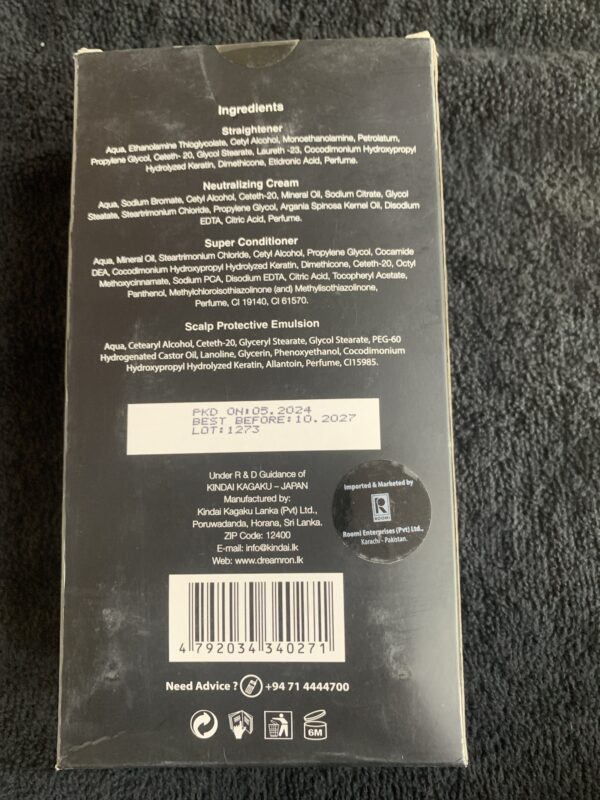 Ingredients
Straightener
Aqua, Ethanolamine Thioglycolate, Cetyl Alcohol, Monoethanolamine, Petrolatum,
Propylene Glycol, Ceteth- 20, Glycol Stearate, Laureth -23, Cocodimonium Hydroxypropyl
Hydrolyzed Keratin, Dimethicone, Etidronic Acid, Perfume.
Neutralizing Cream
Aqua, Sodium Bromate, Cetyl Alcohol, Ceteth-20, Mineral Oil, Sodium Citrate, Glycol
Steatate, Steartrimonium Chloride, Propylene Glycol, Argania Spinosa Kernel Oil, Disodium
EDTA, Citric Acid, Perfume.
Super Conditioner
Aqua, Mineral Oil, Steartrimonium Chloride, Cetyl Alcohol, Propylene Glycol, Cocamide
DEA, Cocodimonium Hydroxypropyl Hydrolyzed Keratin, Dimethicone, Ceteth-20, Octyl
Methoxycinnamate, Sodium PCA, Disodium EDTA, Citric Acid, Tocopheryl Acetate,
Panthenol, Methylchloroisothiazolinone (and) Methylisothiazolinone,
Perfume, CI 19140, CI 61570.
Scalp Protective Emulsion
Aqua, Cetearyl Alcohol, Ceteth-20, Glyceryl Stearate, Glycol Stearate, PEG-60
Hydrogenated Castor Oil, Lanoline, Glycerin, Phenoxyethanol, Cocodimonium
Hydroxypropyl Hydrolyzed Keratin, Allantoin, Perfume, CI15985.
PKD ON:05.2024
BEST BEFORE:10.2027
LOT:1273
Under R & D Guidance of
KINDAI KAGAKU – JAPAN
Manufactured by:
Kindai Kagaku Lanka (Pvt) Ltd.,
Poruwadanda, Horana, Sri Lanka.
ZIP Code: 12400
E-mail: info@kindai.lk
Web: www.dreamron.lk
Imported & Marketed by
R
ROOMI
Roomi Enterprises (Pvt) Ltd.,
Karachi - Pakistan.
4 792034 340271
Need Advice ? +94 71 4444700
6M